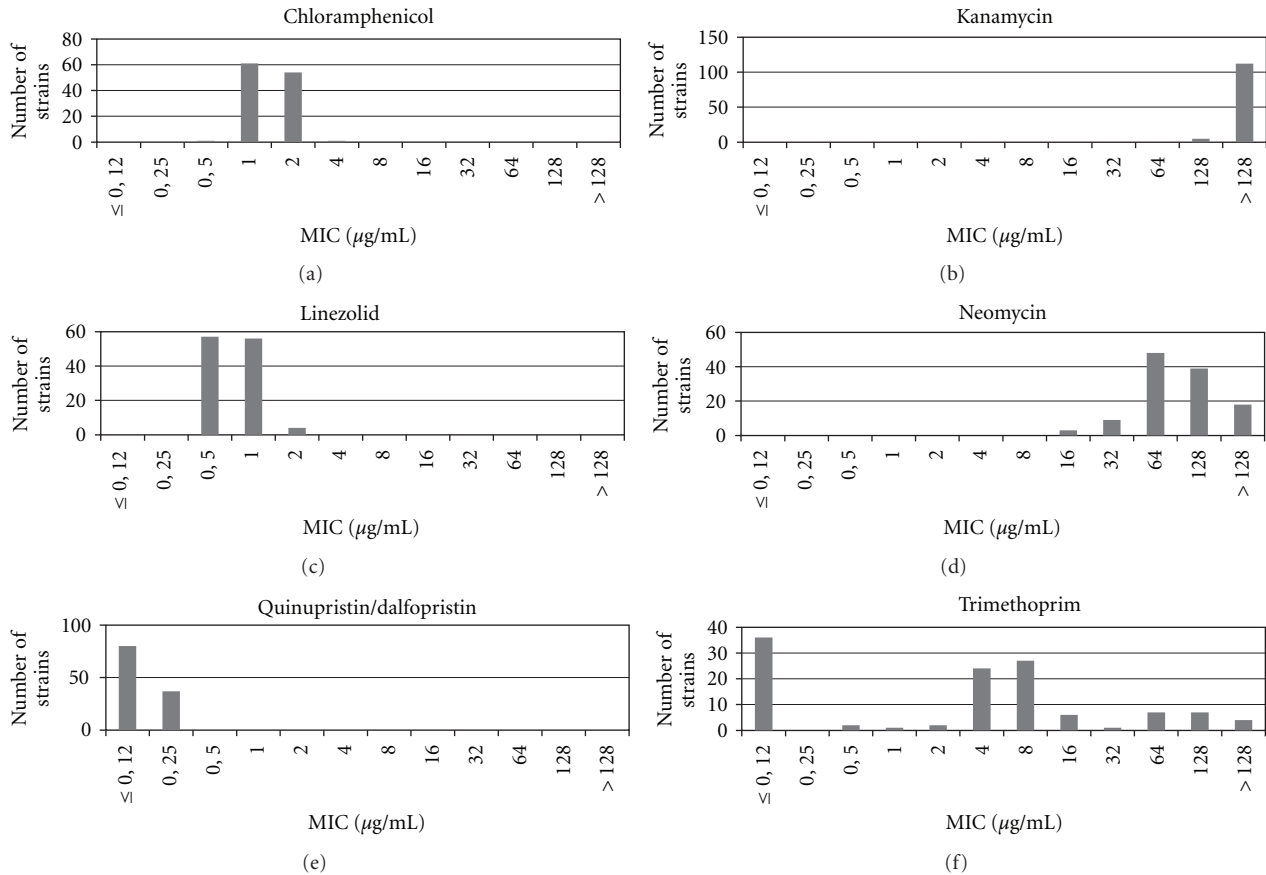 Chloramphenicol
Number of
strains
80
60
40
20
0
≤ 0, 12
0, 25
0, 5
1
2
4
8
16
32
64
128
> 128
MIC (μg/mL)
(a)
Kanamycin
Number of
strains
150
100
50
0
≤ 0, 12
0, 25
0, 5
1
2
4
8
16
32
64
128
> 128
MIC (μg/mL)
(b)
Linezolid
Number of
strains
60
40
20
0
≤ 0, 12
0, 25
0, 5
1
2
4
8
16
32
64
128
> 128
MIC (μg/mL)
(c)
Neomycin
Number of
strains
60
40
20
0
≤ 0, 12
0, 25
0, 5
1
2
4
8
16
32
64
128
> 128
MIC (μg/mL)
(d)
Quinupristin/dalfopristin
Number of
strains
100
50
0
≤ 0, 12
0, 25
0, 5
1
2
4
8
16
32
64
128
> 128
MIC (μg/mL)
(e)
Trimethoprim
Number of
strains
40
30
20
10
0
≤ 0, 12
0, 25
0, 5
1
2
4
8
16
32
64
128
> 128
MIC (μg/mL)
(f)